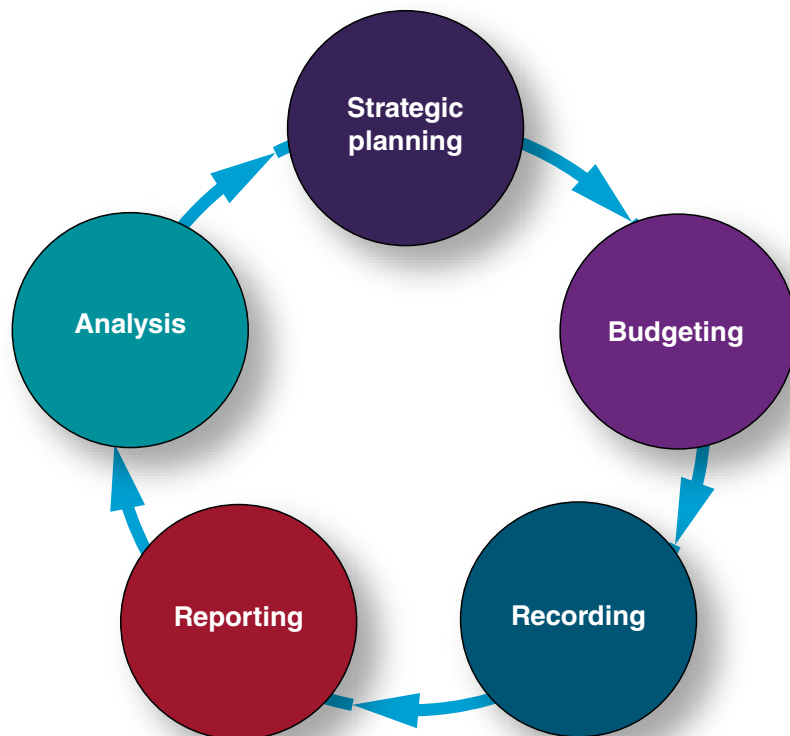 Strategic
planning
Budgeting
Recording
Reporting
Analysis